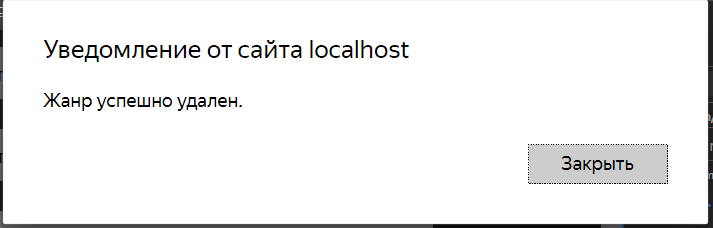 Уведомление от сайта localhost
Жанр успешно удален.
Закрыть